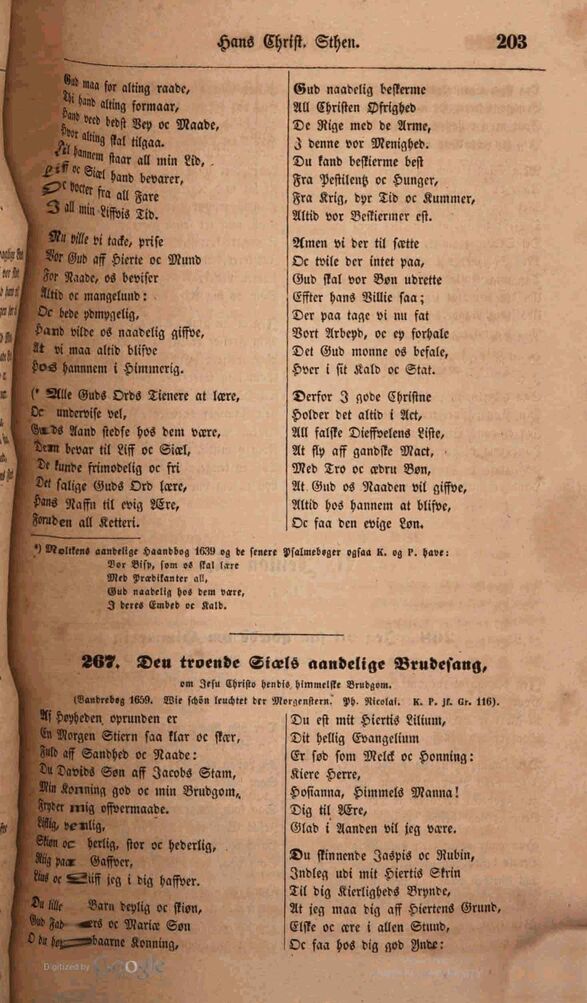 Hans Christ. Sthen.
203
Gud maa for alting raade,
Thi hand alting formaar,
Hand veed bedst Vey oc Maade,
Hvor alting skal tilgaa.
Til hannem staar all min Lid,
Liff oc Siæl hand bevarer,
Oc vocter fra all Fare
I all min Liffvis Tid.
Nu ville vi tacke, prise
Vor Gud aff Hierte oc Mund
For Naade, os beviser
Altid oc mangelund:
Oc bede ydmygelig,
Hand vilde os naadelig giffve,
At vi maa altid blifve
Hos hannnem i Himmerig.
(* Alle Guds Ords Tienere at lære,
Oc undervise vel,
Guds Aand stedse hos dem være,
Dem bevar til Liff oc Siæl,
De kunde frimodelig oc fri
Det salige Guds Ord lære,
Hans Naffn til evig Ære,
Foruden all Ketteri.
Gud naadelig beskerme
All Christen Øfrighed
De Rige med de Arme,
I denne vor Menighed.
Du kand beskierme best
Fra Pestilentz oc Hunger,
Fra Krig, dyr Tid oc Kummer,
Altid vor Beskiermer est.
Amen vi der til sætte
Oc tvile der intet paa,
Gud skal vor Bøn udrette
Effter hans Villie saa;
Der paa tage vi nu fat
Vort Arbeyd, oc ey forhale
Det Gud monne os befale,
Hver i sit Kald oc Stat.
Derfor I gode Christne
Holder det altid i Act,
All falske Dieffvelens Liste,
At fly aff gandske Mact,
Med Tro oc ædru Bøn,
At Gud os Naaden vil giffve,
Altid hos hannem at blifve,
Oc faa den evige Løn.
*) Moltkens aandelige Haandbog 1639 og de senere Psalmebøger ogsaa K. og P. have:
Vor Bisp, som os skal lære
Med Prædikanter all,
Gud naadelig hos dem være,
I deres Embed oc Kald.
267. Den troende Siæls aandelige Brudesang,
om Jesu Christo hendis himmelske Brudgom.
(Vandrebog 1659. Wie schön leuchtet der Morgenstern. Ph. Nicolai. K. P. jf. Gr. 116).
Af Høyheden oprunden er
En Morgen Stiern saa klar oc skær,
Fuld aff Sandhed oc Naade:
Du Davids Søn aff Jacobs Stam,
Min Konning god oc min Brudgom,
Fryder mig offvermaade.
Liflig, venlig,
Skiøn oc herlig, stor oc hederlig,
Riig paa Gaffver,
Liius oc Liff jeg i dig haffver.
Du lille Barn deylig oc skiøn,
Gud Faders oc Mariæ Søn
O du høybaarne Konning,
Du est mit Hiertis Lilium,
Dit hellig Evangelium
Er sød som Melck oc Honning:
Kiere Herre,
Hosianna, Himmels Manna!
Dig til Ære,
Glad i Aanden vil jeg være.
Du skinnende Jaspis oc Rubin,
Indleg udi mit Hiertis Skrin
Til dig Kierligheds Brynde,
At jeg maa dig aff Hiertens Grund,
Elske oc ære i allen Stund,
Oc faa hos dig god Ynde:
Digitized by Google